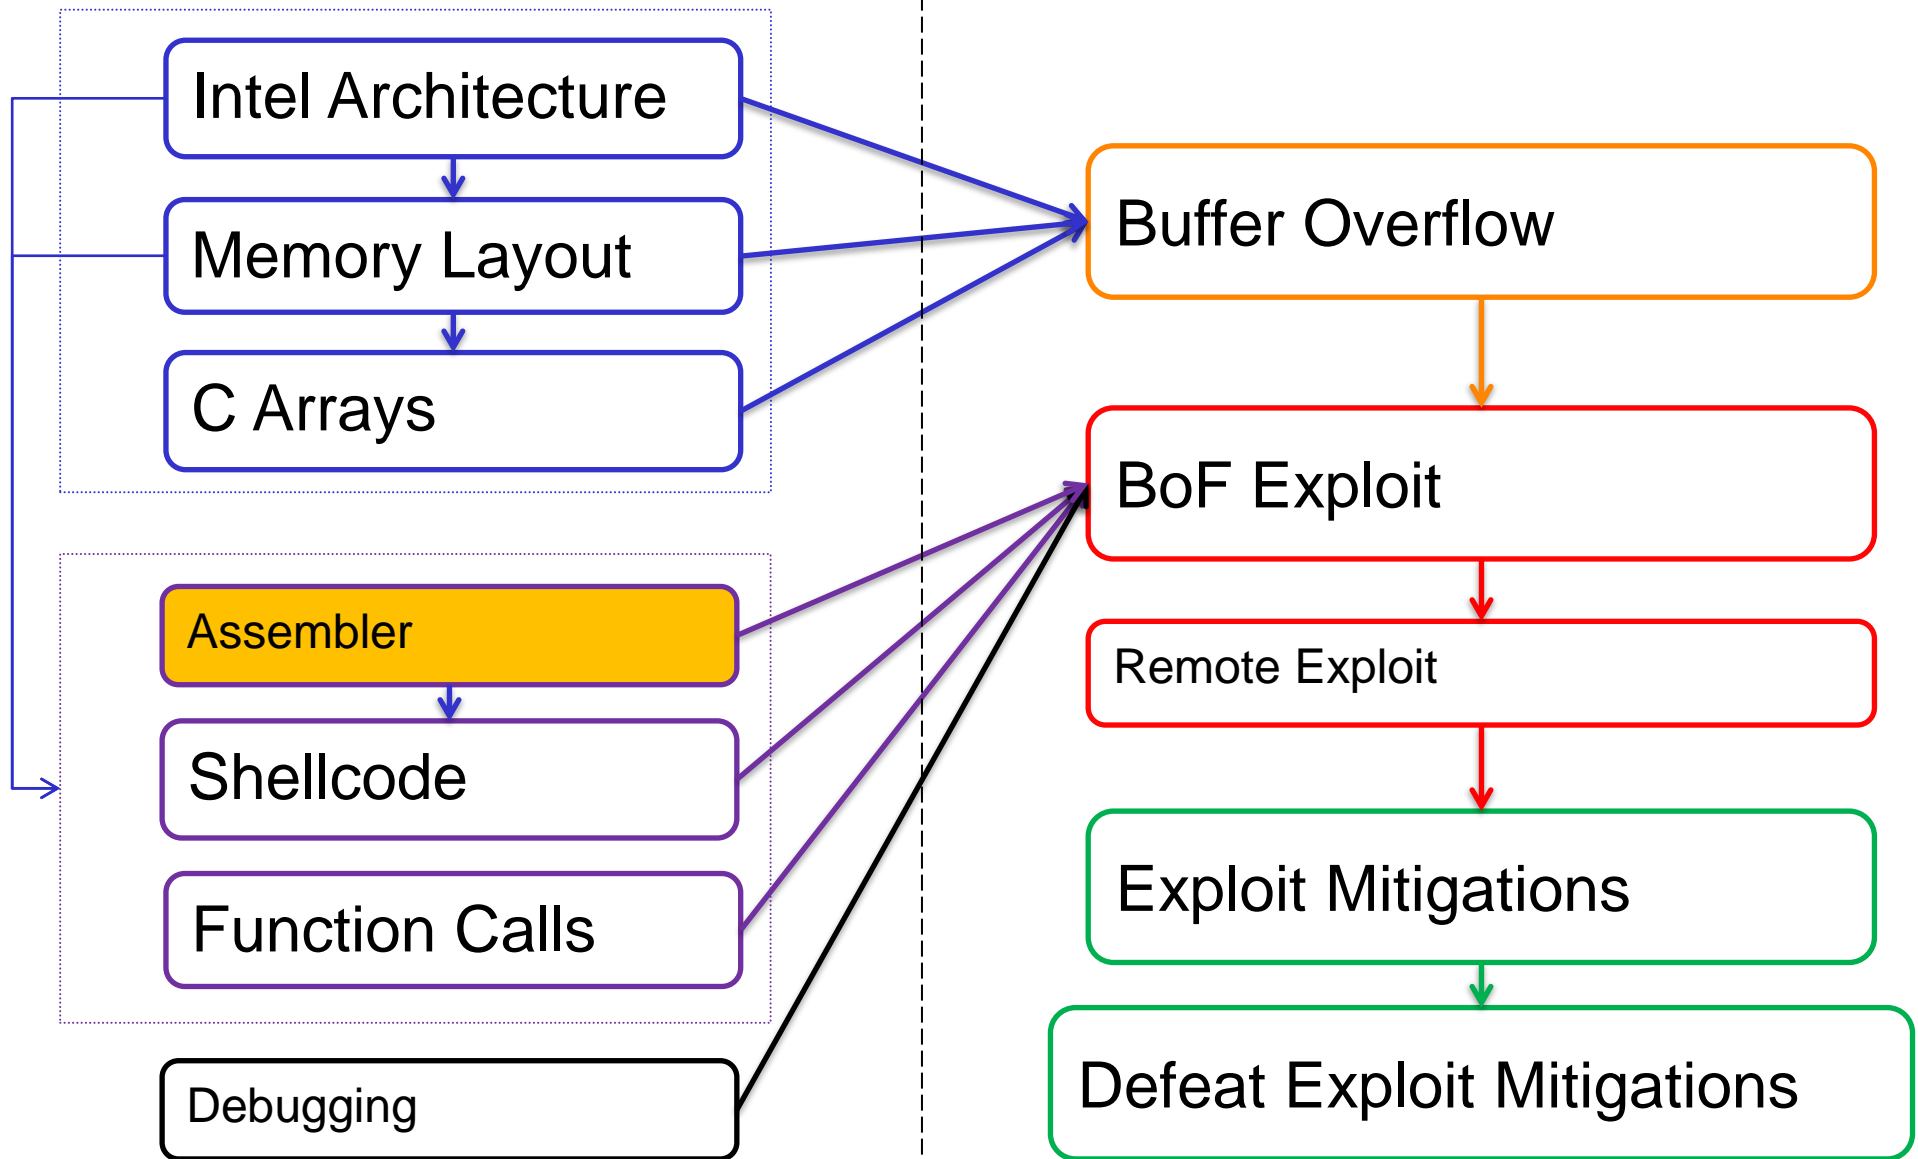 Intel Architecture
Memory Layout
C Arrays
Assembler
Shellcode
Function Calls
Debugging
Buffer Overflow
BoF Exploit
Remote Exploit
Exploit Mitigations
Defeat Exploit Mitigations